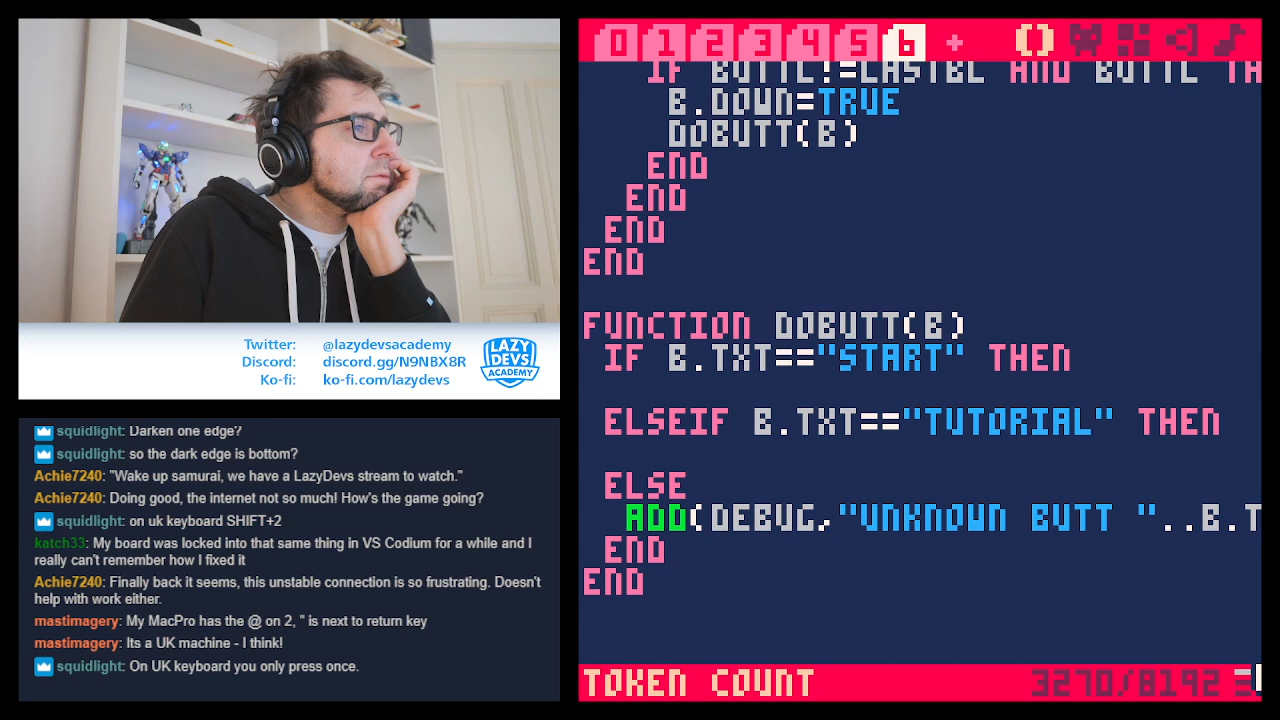 Twitter: @lazydevsacademy
Discord: discord.gg/N9NBX8R
Ko-fi: ko-fi.com/lazydevs
LAZY
DEVS
ACADEMY
squidlight: Darken one edge?
squidlight: so the dark edge is bottom?
Achie7240: "Wake up samurai, we have a LazyDevs stream to watch."
Achie7240: Doing good, the internet not so much! How's the game going?
squidlight: on uk keyboard SHIFT+2
katch33: My board was locked into that same thing in VS Codium for a while and I
really can't remember how I fixed it
Achie7240: Finally back it seems, this unstable connection is so frustrating. Doesn't
help with work either.
mastimagery: My MacPro has the @ on 2, " is next to return key
mastimagery: Its a UK machine - I think!
squidlight: On UK keyboard you only press once.
0 1 2 3 4 5 6 +
IF BUTTL!=LASTBL AND BUTTL TH
B.DOWN=TRUE
DOBUTT(B)
END
END
END
END
FUNCTION DOBUTT(B)
IF B.TXT=="START" THEN
ELSEIF B.TXT=="TUTORIAL" THEN
ELSE
ADD(DEBUG,"UNKNOWN BUTT "..B.T
END
END
TOKEN COUNT 3270/8192